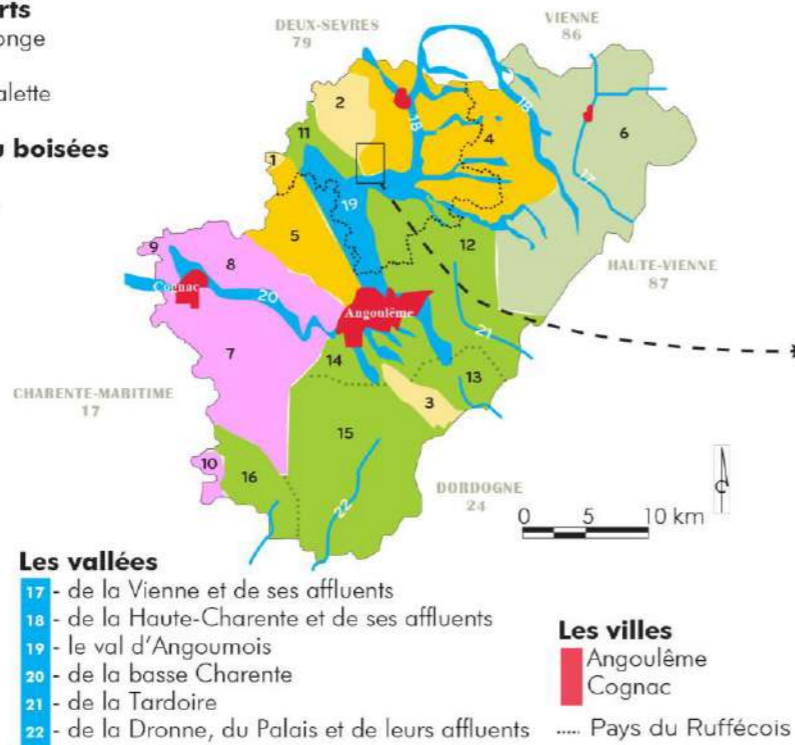 rts
onge
alette
u boisées
DEUX-SEVRES
79
VIENNE
86
2
18
18
4
6
11
1
17
19
5
12
9
8
HAUTE-VIENNE
87
Cognac
20
Angoulême
21
7
14
13
CHARENTE-MARITIME
17
3
15
10
16
DORDOGNE
24
22
0 5 10 km
Les vallées
17 - de la Vienne et de ses affluents
18 - de la Haute-Charente et de ses affluents
19 - le val d'Angoumois
20 - de la basse Charente
21 - de la Tardoire
22 - de la Dronne, du Palais et de leurs affluents
Les villes
Angoulême
Cognac
Pays du Ruffécois